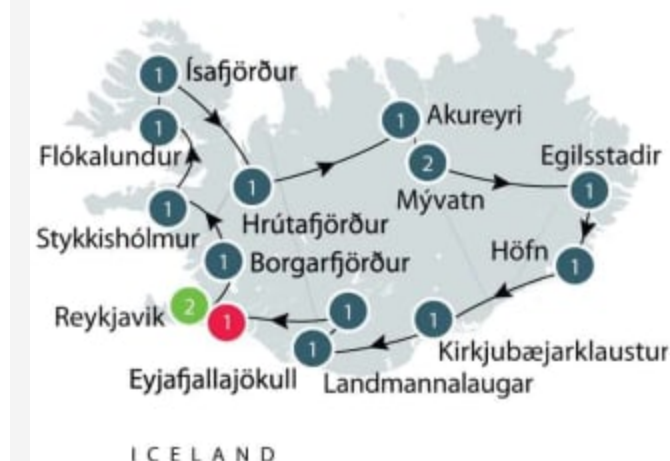 1 Ísafjörður
1
Flókalundur
1 Akureyri
2
Mývatn
Egilsstadir
1
1
Hrútafjörður
1
Stykkishólmur
1 Borgarfjörður
Höfn 1
Reykjavik 2
1
1
1
Kirkjubæjarklaustur
1
Eyjafjallajökull
Landmannalaugar
ICELAND